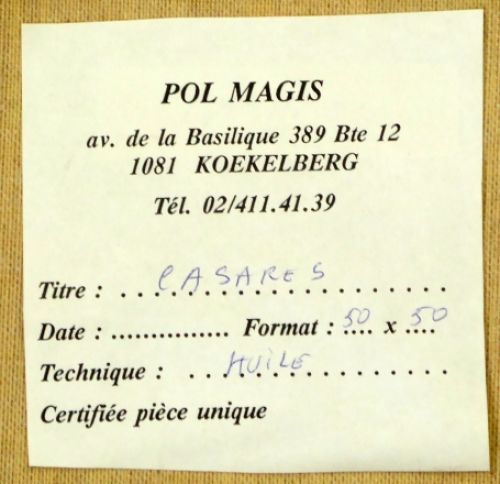 POL MAGIS
av. de la Basilique 389 Bte 12
1081 KOEKELBERG
Tél. 02/411.41.39
Titre : CASARES
Date : ............... Format : 50 x 50
Technique : HUILE
Certifiée pièce unique